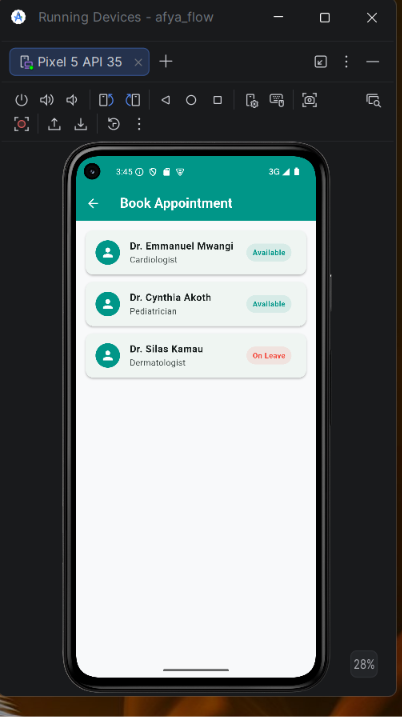 Running Devices - afya_flow
Pixel 5 API 35
3:45
3G
Book Appointment
Dr. Emmanuel Mwangi
Cardiologist
Available
Dr. Cynthia Akoth
Pediatrician
Available
Dr. Silas Kamau
Dermatologist
On Leave
28%